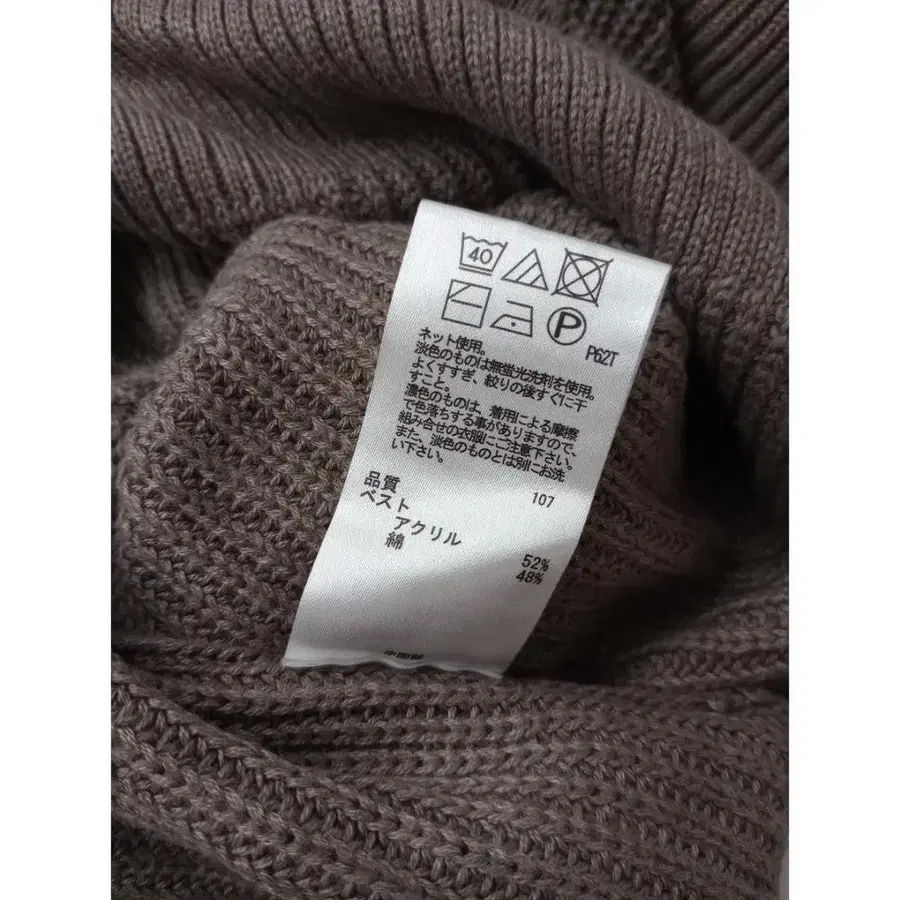 40
P
P62T
ネット使用。
淡色のものは無蛍光洗剤を使用。
よくすすぎ、絞りの後すぐに干
すこと。
濃色のものは、着用による摩擦
で色落ちする事がありますので、
組み合せの衣服にご注意下さい。
また、淡色のものとは別にお洗
い下さい。
品質 107
ベスト
アクリル 52%
綿 48%